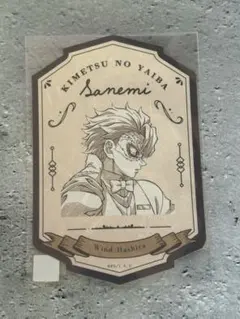 KIMETSU NO YAIBA
Sanemi
Wind Hashira